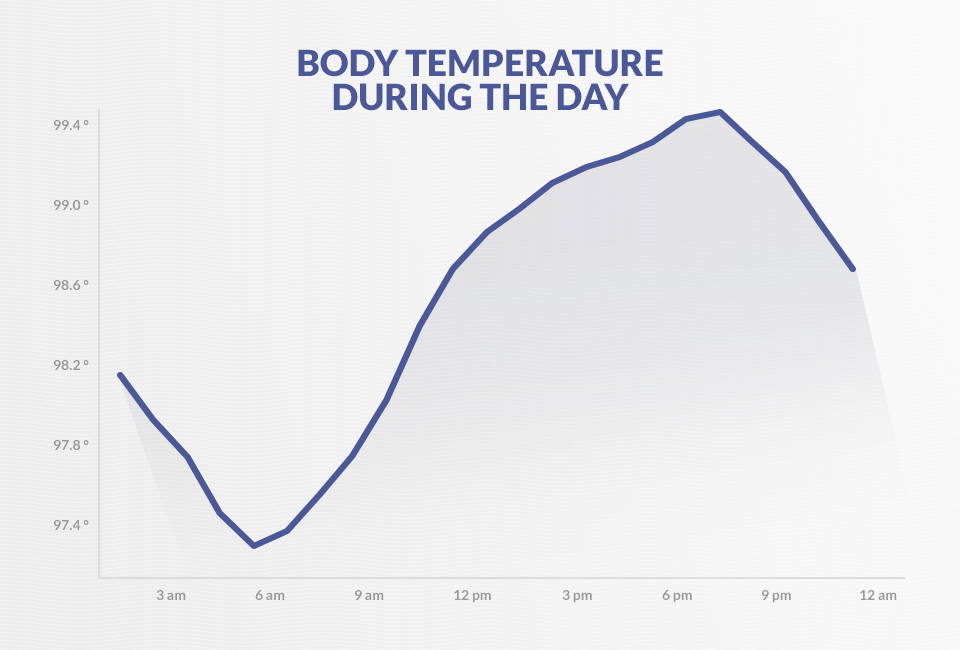 BODY TEMPERATURE
DURING THE DAY
99.4°
99.0°
98.6°
98.2°
97.8°
97.4°
3 am 6 am 9 am 12 pm 3 pm 6 pm 9 pm 12 am